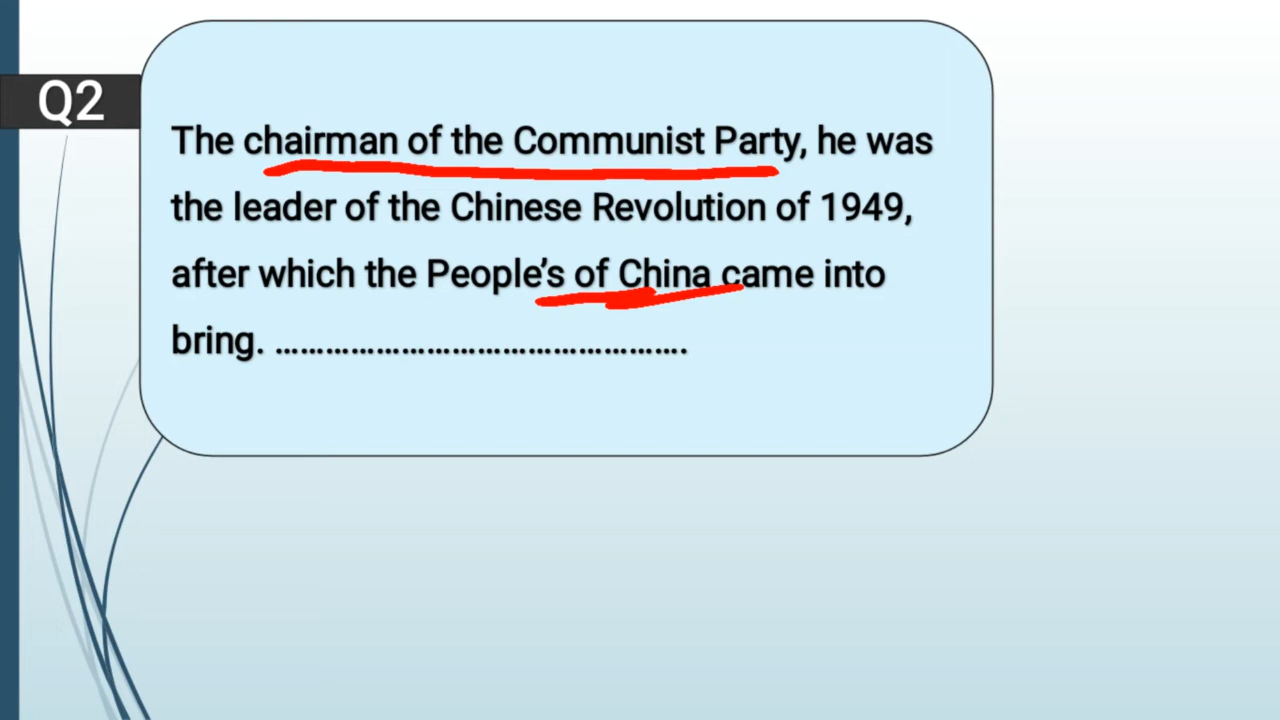 Q2
The chairman of the Communist Party, he was
the leader of the Chinese Revolution of 1949,
after which the People’s of China came into
bring. ……………………………………….